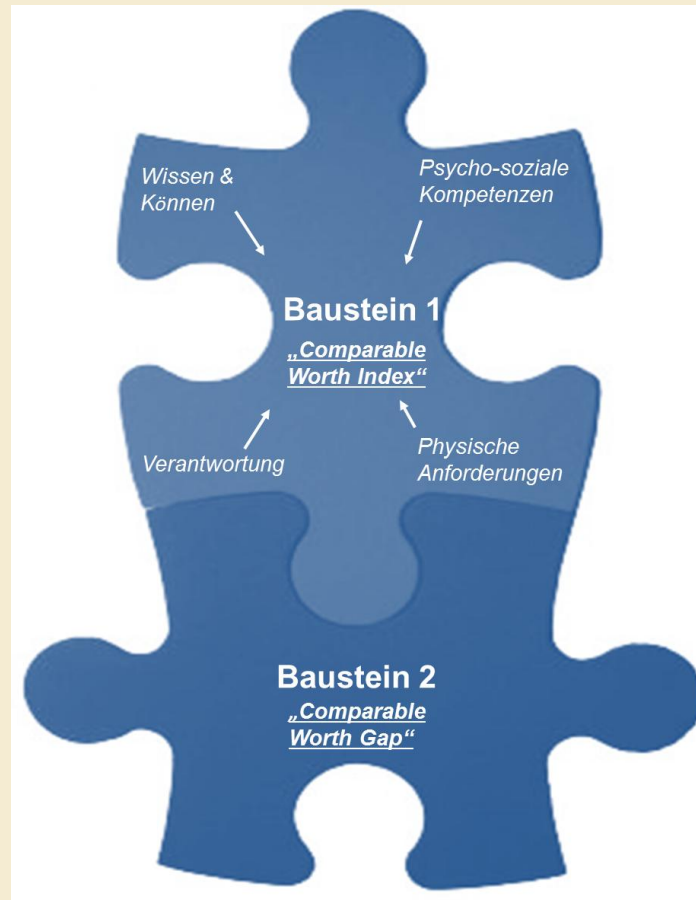 Wissen &
Können
Psycho-soziale
Kompetenzen
Baustein 1
„Comparable
Worth Index“
Verantwortung
Physische
Anforderungen
Baustein 2
„Comparable
Worth Gap“